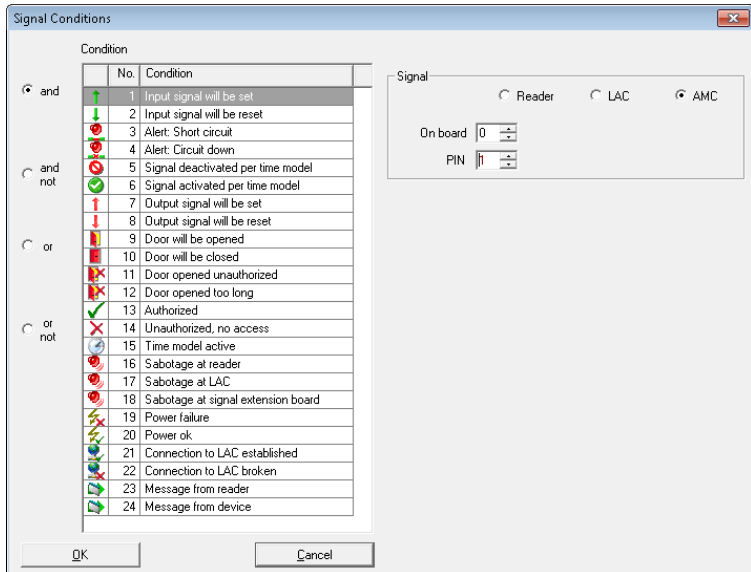 Signal Conditions
Condition
and
and not
or
or not
No. Condition
1 Input signal will be set
2 Input signal will be reset
3 Alert: Short circuit
4 Alert: Circuit down
5 Signal deactivated per time model
6 Signal activated per time model
7 Output signal will be set
8 Output signal will be reset
9 Door will be opened
10 Door will be closed
11 Door opened unauthorized
12 Door opened too long
13 Authorized
14 Unauthorized, no access
15 Time model active
16 Sabotage at reader
17 Sabotage at LAC
18 Sabotage at signal extension board
19 Power failure
20 Power ok
21 Connection to LAC established
22 Connection to LAC broken
23 Message from reader
24 Message from device
Signal
Reader LAC AMC
On board 0
PIN 1
OK Cancel